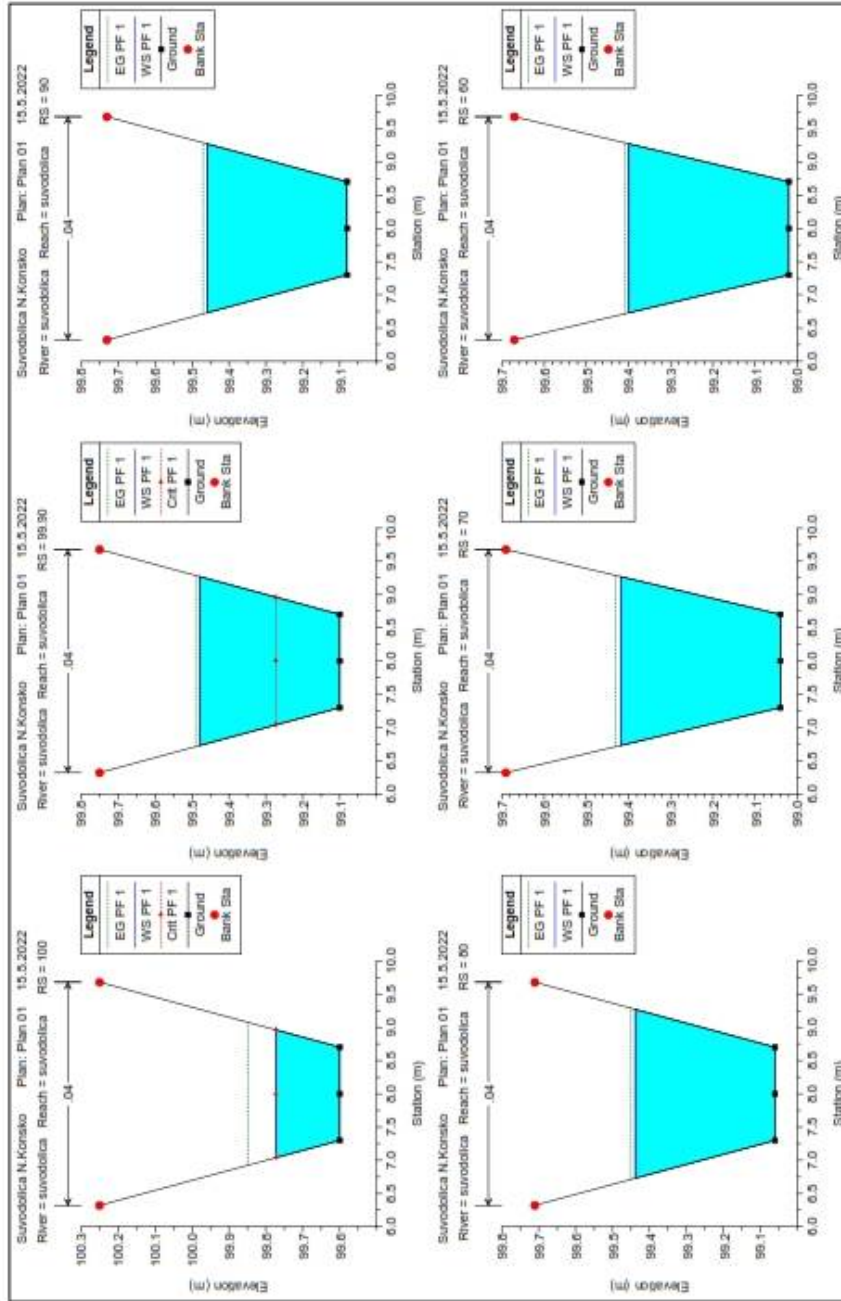 Suvodolica N.Konsko Plan: Plan 01 15.5.2022
River = suvodolica Reach = suvodolica RS = 100
.04
Legend
EG PF 1
WS PF 1
Crit PF 1
Ground
Bank Sta
Elevation (m)
100.3
100.2
100.1
100.0
99.9
99.8
99.7
99.6
6.0 6.5 7.0 7.5 8.0 8.5 9.0 9.5 10.0
Station (m)
Suvodolica N.Konsko Plan: Plan 01 15.5.2022
River = suvodolica Reach = suvodolica RS = 99.90
.04
Legend
EG PF 1
WS PF 1
Crit PF 1
Ground
Bank Sta
Elevation (m)
99.8
99.7
99.6
99.5
99.4
99.3
99.2
99.1
6.0 6.5 7.0 7.5 8.0 8.5 9.0 9.5 10.0
Station (m)
Suvodolica N.Konsko Plan: Plan 01 15.5.2022
River = suvodolica Reach = suvodolica RS = 90
.04
Legend
EG PF 1
WS PF 1
Ground
Bank Sta
Elevation (m)
99.8
99.7
99.6
99.5
99.4
99.3
99.2
99.1
6.0 6.5 7.0 7.5 8.0 8.5 9.0 9.5 10.0
Station (m)
Suvodolica N.Konsko Plan: Plan 01 15.5.2022
River = suvodolica Reach = suvodolica RS = 80
.04
Legend
EG PF 1
WS PF 1
Ground
Bank Sta
Elevation (m)
99.8
99.7
99.6
99.5
99.4
99.3
99.2
99.1
6.0 6.5 7.0 7.5 8.0 8.5 9.0 9.5 10.0
Station (m)
Suvodolica N.Konsko Plan: Plan 01 15.5.2022
River = suvodolica Reach = suvodolica RS = 70
.04
Legend
EG PF 1
WS PF 1
Ground
Bank Sta
Elevation (m)
99.7
99.6
99.5
99.4
99.3
99.2
99.1
99.0
6.0 6.5 7.0 7.5 8.0 8.5 9.0 9.5 10.0
Station (m)
Suvodolica N.Konsko Plan: Plan 01 15.5.2022
River = suvodolica Reach = suvodolica RS = 60
.04
Legend
EG PF 1
WS PF 1
Ground
Bank Sta
Elevation (m)
99.7
99.6
99.5
99.4
99.3
99.2
99.1
99.0
6.0 6.5 7.0 7.5 8.0 8.5 9.0 9.5 10.0
Station (m)